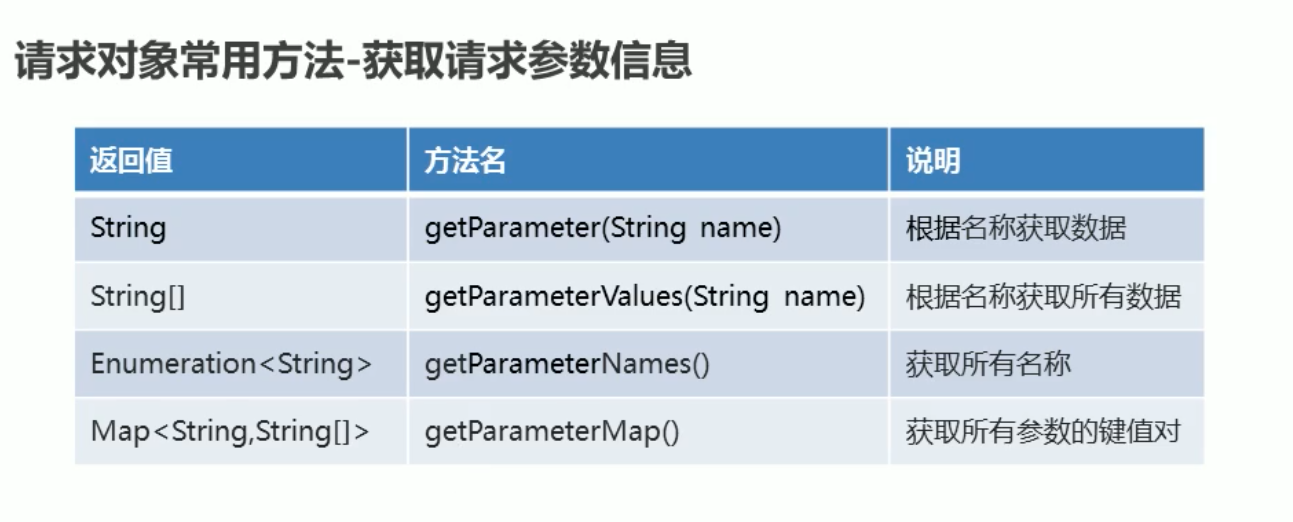 请求对象常用方法-获取请求参数信息
返回值 方法名 说明
String getParameter(String name) 根据名称获取数据
String[] getParameterValues(String name) 根据名称获取所有数据
Enumeration<String> getParameterNames() 获取所有名称
Map<String,String[]> getParameterMap() 获取所有参数的键值对